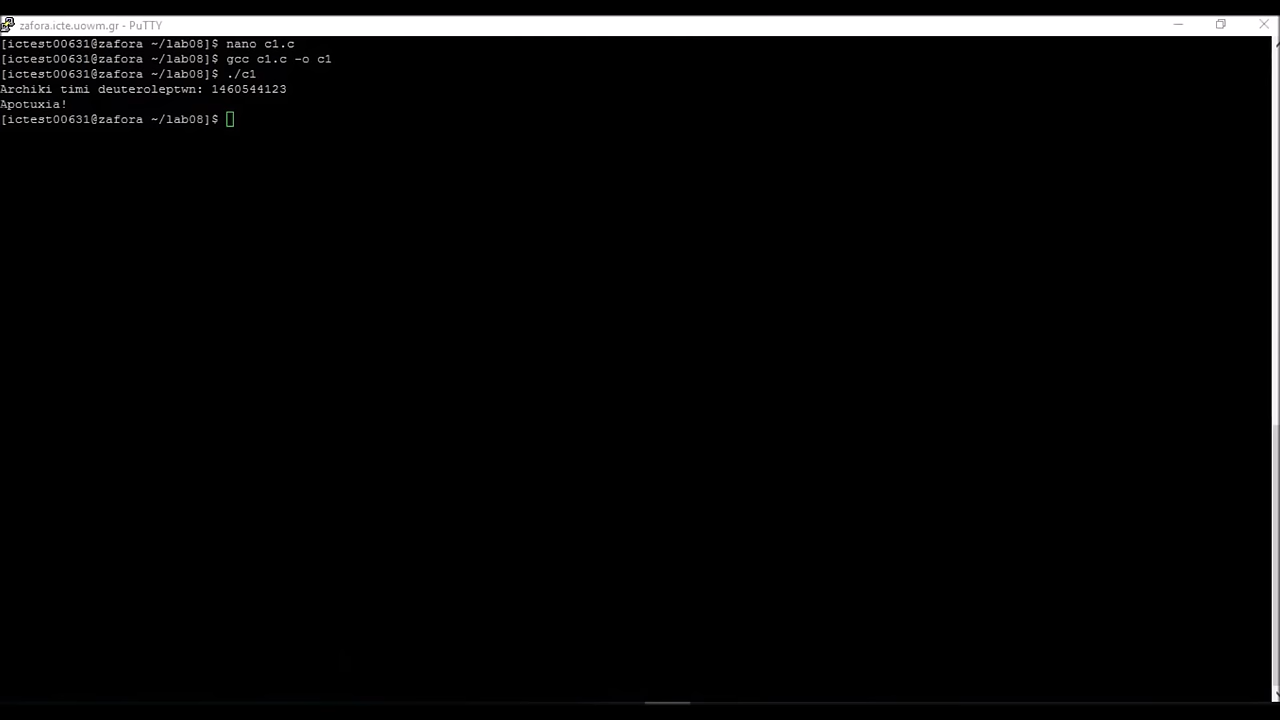 zafora.icte.uowm.gr - PuTTY
[ictest00631@zafora ~/lab08]$ nano c1.c
[ictest00631@zafora ~/lab08]$ gcc c1.c -o c1
[ictest00631@zafora ~/lab08]$ ./c1
Archiki timi deuteroleptwn: 1460544123
Apotuxia!
[ictest00631@zafora ~/lab08]$